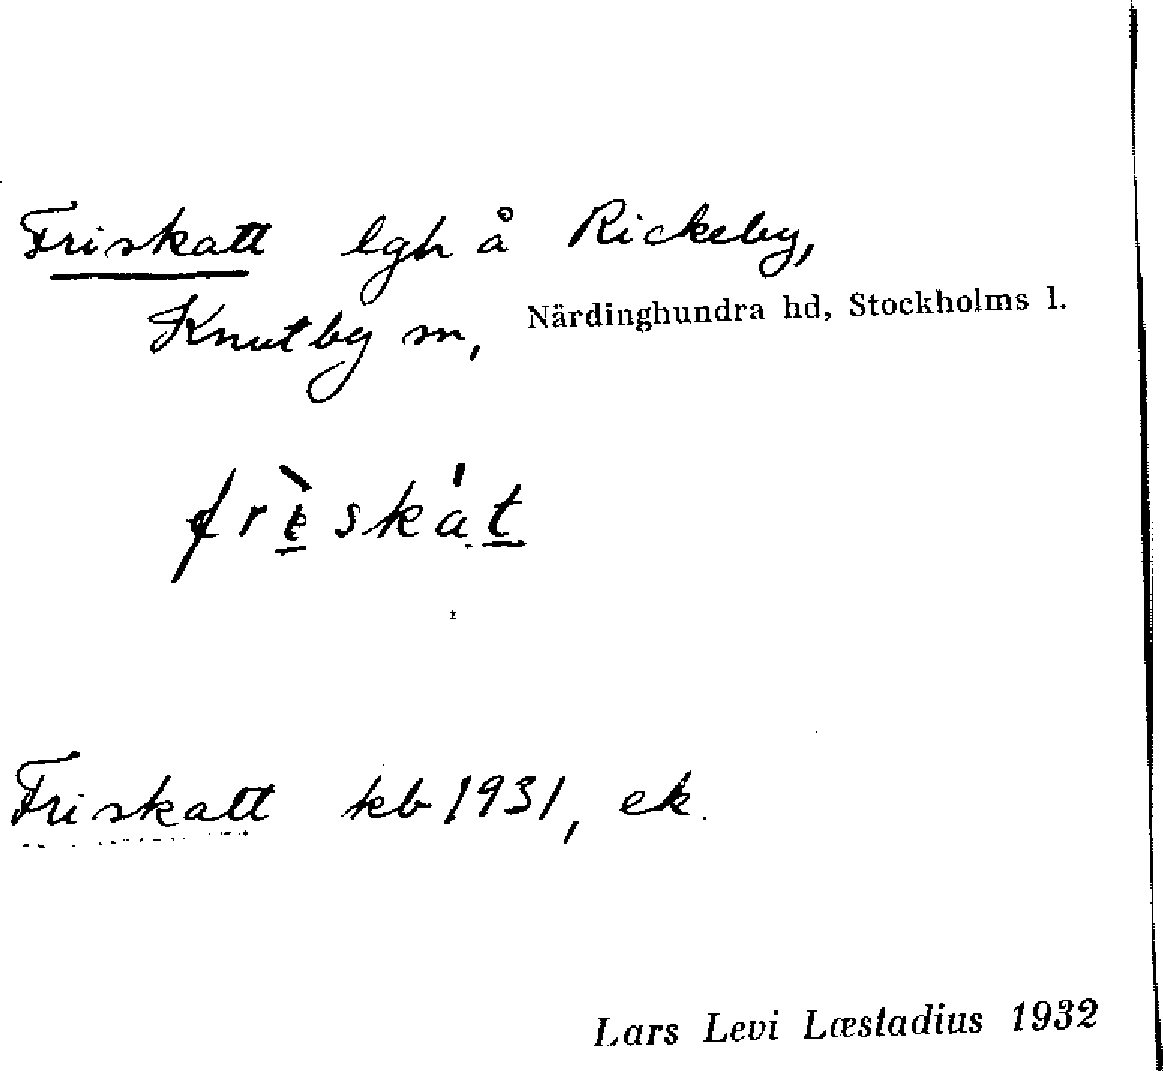 Friskatt lgh å Rickeby,
Knutby sn, Närdinghundra hd, Stockholms l.
frèskát
Friskatt kb 1931, ek.
Lars Levi Læstadius 1932